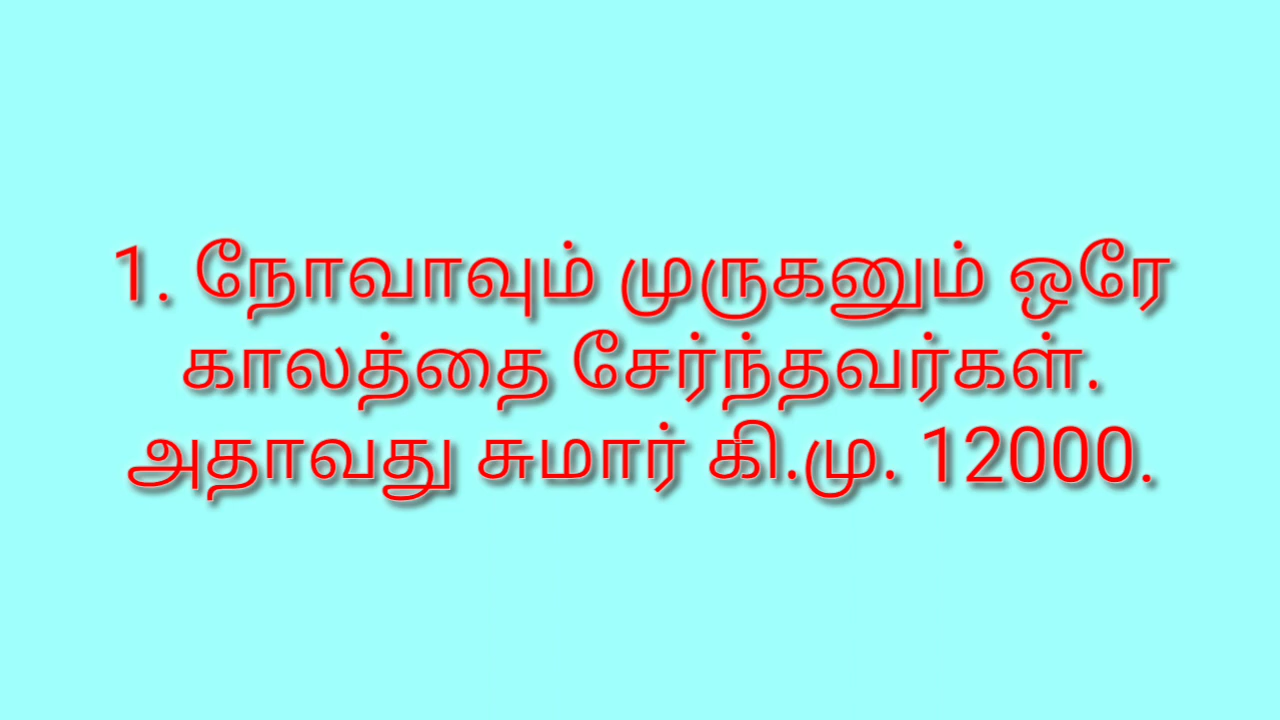 1. நோவாவும் முருகனும் ஒரே
காலத்தை சேர்ந்தவர்கள்.
அதாவது சுமார் கி.மு. 12000.